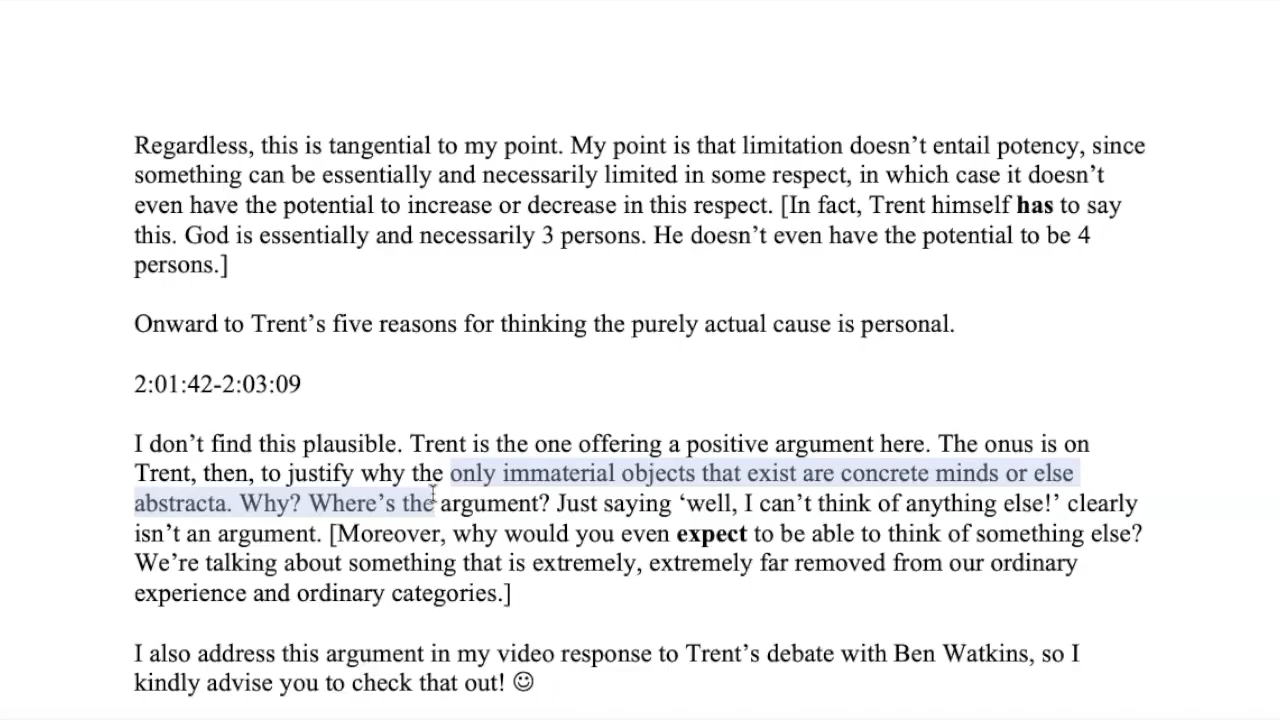 Regardless, this is tangential to my point. My point is that limitation doesn’t entail potency, since
something can be essentially and necessarily limited in some respect, in which case it doesn’t
even have the potential to increase or decrease in this respect. [In fact, Trent himself has to say
this. God is essentially and necessarily 3 persons. He doesn’t even have the potential to be 4
persons.]
Onward to Trent’s five reasons for thinking the purely actual cause is personal.
2:01:42-2:03:09
I don’t find this plausible. Trent is the one offering a positive argument here. The onus is on
Trent, then, to justify why the only immaterial objects that exist are concrete minds or else
abstracta. Why? Where’s the argument? Just saying ‘well, I can’t think of anything else!’ clearly
isn’t an argument. [Moreover, why would you even expect to be able to think of something else?
We’re talking about something that is extremely, extremely far removed from our ordinary
experience and ordinary categories.]
I also address this argument in my video response to Trent’s debate with Ben Watkins, so I
kindly advise you to check that out! ☺